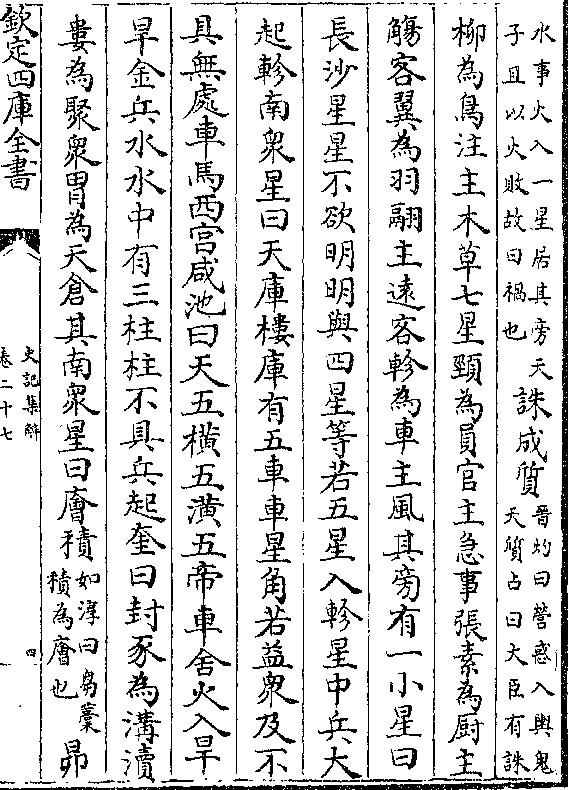 水事火入一星居其旁天
子且以火敗故曰禍也
誅成質
晉灼曰營惑入輿鬼
天質占曰大臣有誅
柳為鳥注主木草七星頸為員官主急事張素為厨主
觴客翼為羽翮主遠客軫為車主風其旁有一小星曰
長沙星星不欲明明與四星等若五星入軫星中兵大
起軫南衆星曰天庫樓庫有五車車星角若益衆及不
具無處車馬西宫咸池曰天五橫五潢五帝車舍火入旱
旱金兵水水中有三柱柱不具兵起奎曰封豕為溝瀆
婁為聚衆胃為天倉其南衆星曰廥積
如淳曰芻藁
積為廥也
昴
欽定四庫全書
史記集解
卷二十七
四